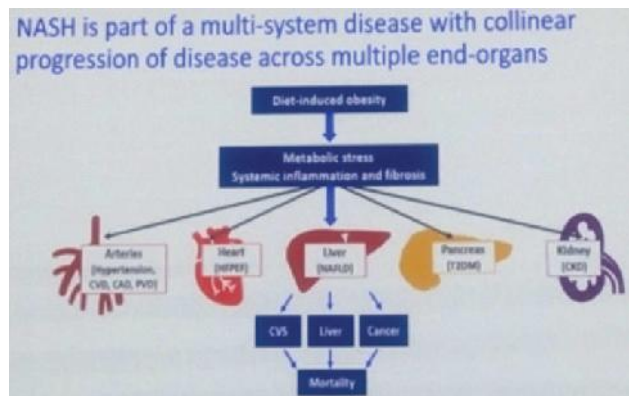 NASH is part of a multi-system disease with collinear
progression of disease across multiple end-organs
Diet-induced obesity
Metabolic stress
Systemic inflammation and fibrosis
Arteries
(Hypertension,
CVD, CAD, PVD)
Heart
(HFPEF)
Liver
(NAFLD)
Pancreas
(T2DM)
Kidney
(CKD)
CVS
Liver
Cancer
Mortality